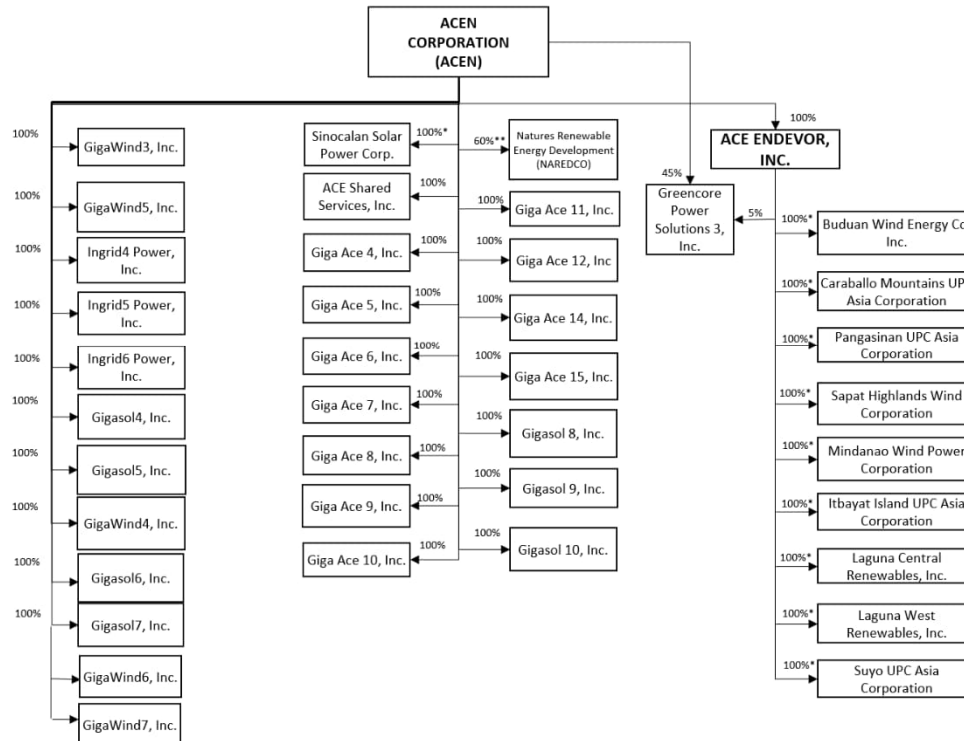 ACEN
CORPORATION
(ACEN)
100%
GigaWind3, Inc.
100%
GigaWind5, Inc.
100%
Ingrid4 Power,
Inc.
100%
Ingrid5 Power,
Inc.
100%
Ingrid6 Power,
Inc.
100%
Gigasol4, Inc.
100%
Gigasol5, Inc.
100%
GigaWind4, Inc.
100%
Gigasol6, Inc.
100%
Gigasol7, Inc.
GigaWind6, Inc.
GigaWind7, Inc.
Sinocalan Solar
Power Corp.
100%*
ACE Shared
Services, Inc.
100%
Giga Ace 4, Inc.
100%
Giga Ace 5, Inc.
100%
Giga Ace 6, Inc.
100%
Giga Ace 7, Inc.
100%
Giga Ace 8, Inc.
100%
Giga Ace 9, Inc.
100%
Giga Ace 10, Inc.
100%
60%**
Natures Renewable
Energy Development
(NAREDCO)
100%
Giga Ace 11, Inc.
100%
Giga Ace 12, Inc
100%
Giga Ace 14, Inc.
100%
Giga Ace 15, Inc.
100%
Gigasol 8, Inc.
100%
Gigasol 9, Inc.
100%
Gigasol 10, Inc.
45%
Greencore
Power
Solutions 3,
Inc.
5%
100%
ACE ENDEVOR,
INC.
100%*
Buduan Wind Energy Co
Inc.
100%*
Caraballo Mountains UP
Asia Corporation
100%*
Pangasinan UPC Asia
Corporation
100%*
Sapat Highlands Wind
Corporation
100%*
Mindanao Wind Power
Corporation
100%*
Itbayat Island UPC Asia
Corporation
100%*
Laguna Central
Renewables, Inc.
100%*
Laguna West
Renewables, Inc.
100%*
Suyo UPC Asia
Corporation